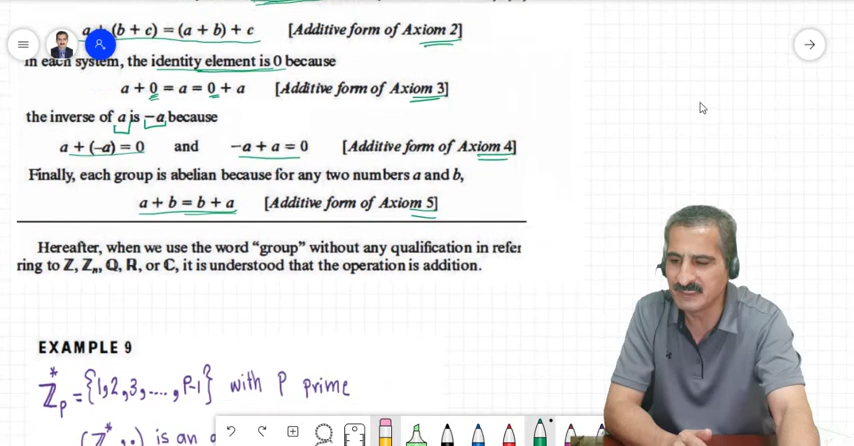 a + (b + c) = (a + b) + c [Additive form of Axiom 2]
In each system, the identity element is 0 because
a + 0 = a = 0 + a [Additive form of Axiom 3]
the inverse of a is −a, because
a + (−a) = 0 and −a + a = 0 [Additive form of Axiom 4]
Finally, each group is abelian because for any two numbers a and b,
a + b = b + a [Additive form of Axiom 5]
Hereafter, when we use the word “group” without any qualification in refer
ring to ℤ, ℤₙ, ℚ, ℝ, or ℂ, it is understood that the operation is addition.
EXAMPLE 9
ℤ*ₚ = {1, 2, 3, ...., P-1} with P prime
(ℤ*, ·) is an